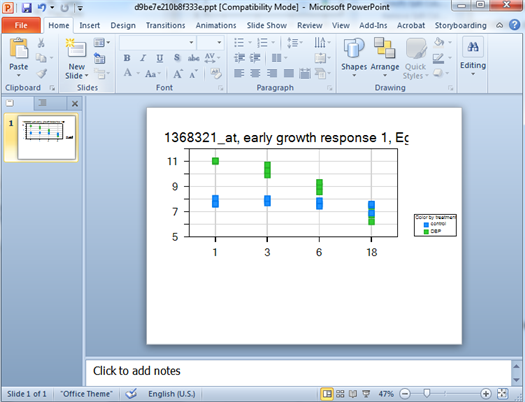 d9be7e210b8f333e.ppt [Compatibility Mode] - Microsoft PowerPoint
File Home Insert Design Transitions Animations Slide Show Review View Add-Ins Acrobat Storyboarding
Paste New Slide Shapes Arrange Quick Styles Editing
Clipboard Slides Font Paragraph Drawing
1
1368321_at, early growth response 1, Eg
11
9
7
5
1 3 6 18
Color by treatment
control
DEP
Click to add notes
Slide 1 of 1 "Office Theme" English (U.S.) 47%